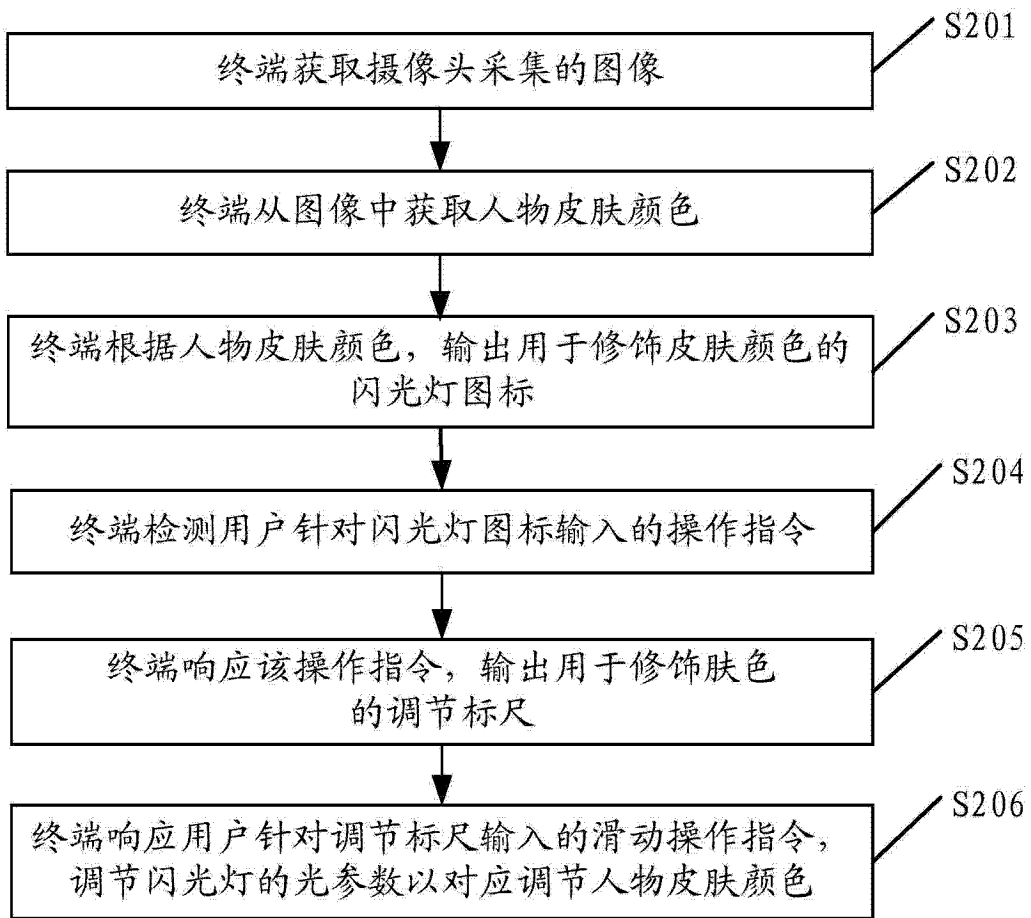 S201
终端获取摄像头采集的图像
S202
终端从图像中获取人物皮肤颜色
S203
终端根据人物皮肤颜色，输出用于修饰皮肤颜色的
闪光灯图标
S204
终端检测用户针对闪光灯图标输入的操作指令
S205
终端响应该操作指令，输出用于修饰肤色
的调节标尺
S206
终端响应用户针对调节标尺输入的滑动操作指令，
调节闪光灯的光参数以对应调节人物皮肤颜色